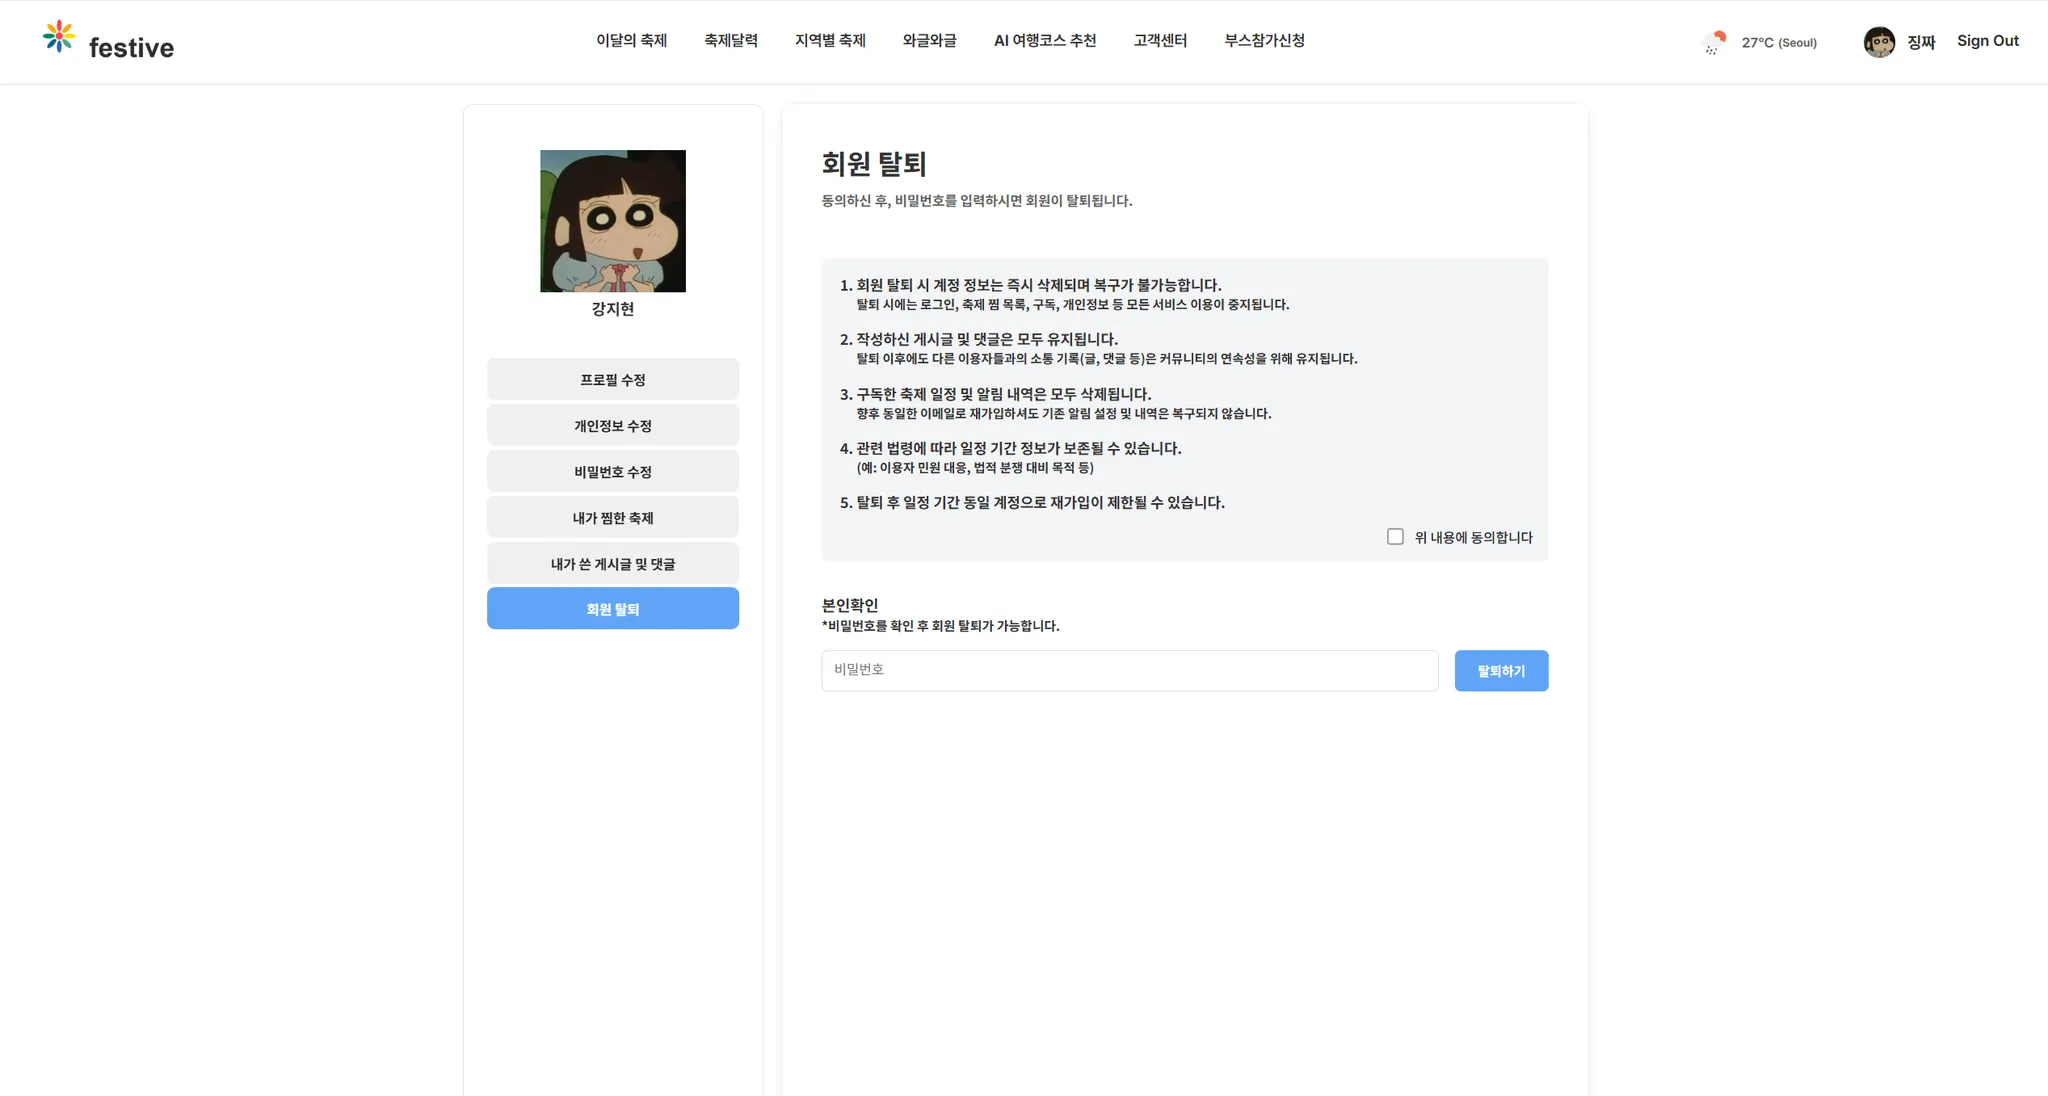 festive
이달의 축제
축제달력
지역별 축제
와글와글
AI 여행코스 추천
고객센터
부스참가신청
27°C (Seoul)
징짜
Sign Out
강지현
프로필 수정
개인정보 수정
비밀번호 수정
내가 찜한 축제
내가 쓴 게시글 및 댓글
회원 탈퇴
회원 탈퇴
동의하신 후, 비밀번호를 입력하시면 회원이 탈퇴됩니다.
1. 회원 탈퇴 시 계정 정보는 즉시 삭제되며 복구가 불가능합니다.
탈퇴 시에는 로그인, 축제 찜 목록, 구독, 개인정보 등 모든 서비스 이용이 중지됩니다.
2. 작성하신 게시글 및 댓글은 모두 유지됩니다.
탈퇴 이후에도 다른 이용자들과의 소통 기록(글, 댓글 등)은 커뮤니티의 연속성을 위해 유지됩니다.
3. 구독한 축제 일정 및 알림 내역은 모두 삭제됩니다.
향후 동일한 이메일로 재가입하셔도 기존 알림 설정 및 내역은 복구되지 않습니다.
4. 관련 법령에 따라 일정 기간 정보가 보존될 수 있습니다.
(예: 이용자 민원 대응, 법적 분쟁 대비 목적 등)
5. 탈퇴 후 일정 기간 동일 계정으로 재가입이 제한될 수 있습니다.
위 내용에 동의합니다
본인확인
*비밀번호를 확인 후 회원 탈퇴가 가능합니다.
비밀번호
탈퇴하기